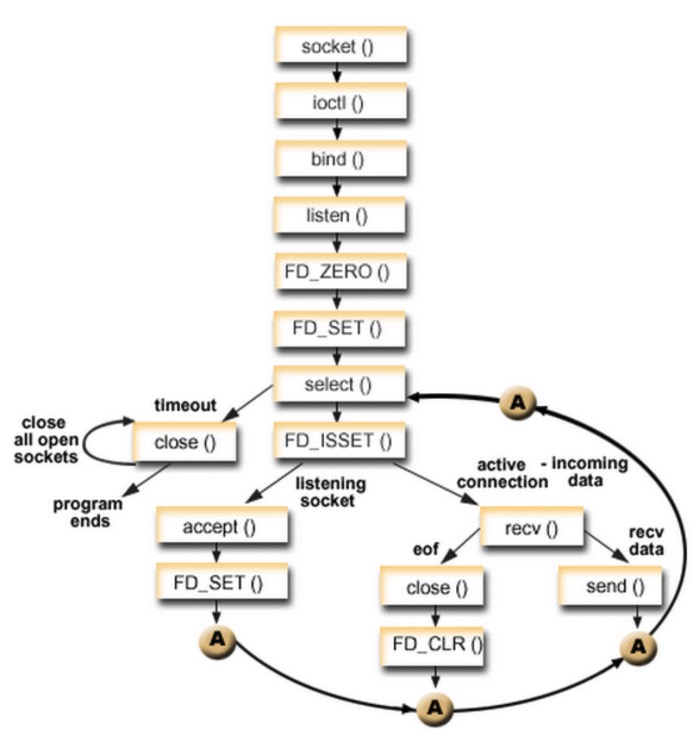 socket ()
ioctl ()
bind ()
listen ()
FD_ZERO ()
FD_SET ()
select ()
A
timeout
close
all open
sockets
close ()
FD_ISSET ()
program
ends
listening
socket
active - incoming
connection data
accept ()
recv ()
eof
recv
data
FD_SET ()
close ()
send ()
A
FD_CLR ()
A
A